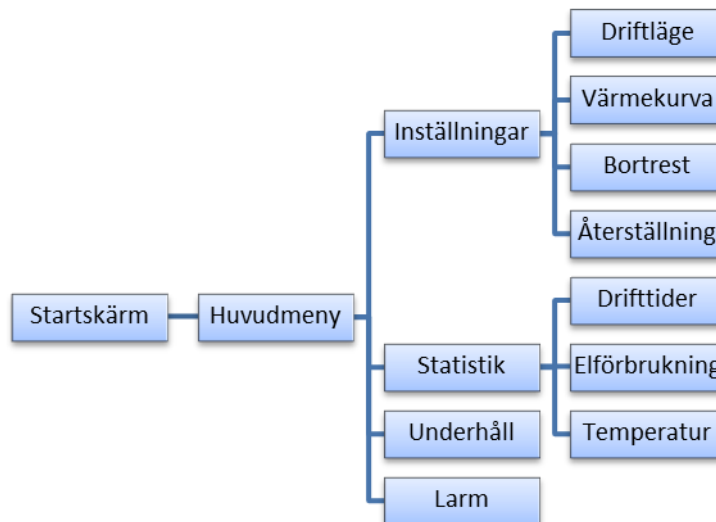 Startskärm
Huvudmeny
Inställningar
Driftläge
Värmekurva
Bortrest
Återställning
Statistik
Drifttider
Elförbrukning
Temperatur
Underhåll
Larm